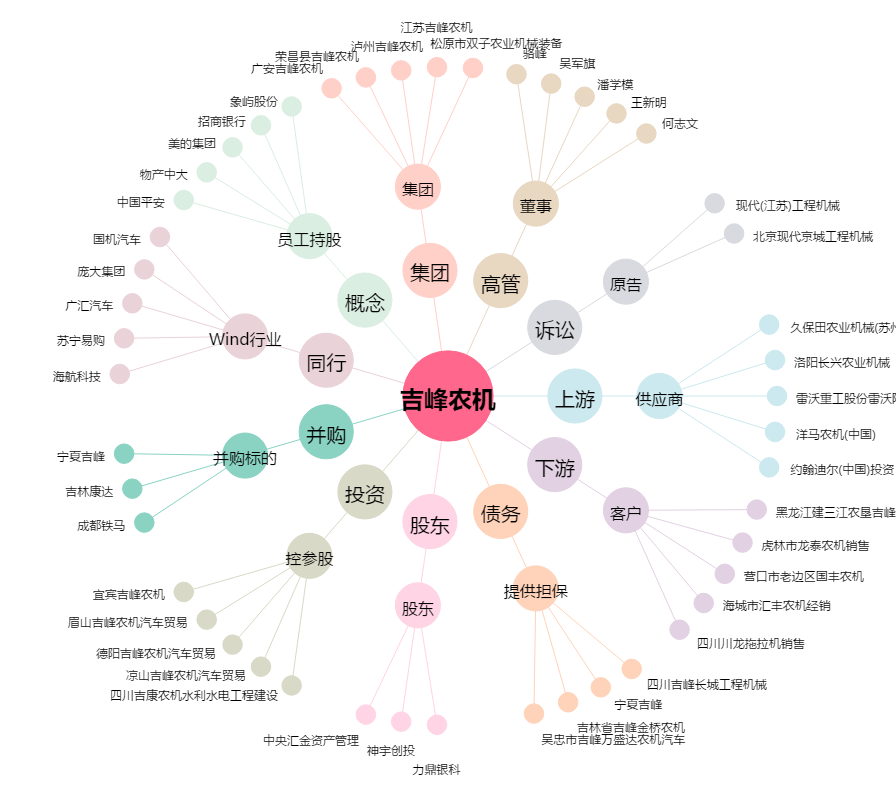 江苏吉峰农机
泸州吉峰农机
松原市双子农业机械装备
荣昌县吉峰农机
广安吉峰农机
骆峰
吴军旗
潘学模
王新明
何志文
象屿股份
招商银行
美的集团
物产中大
中国平安
集团
董事
现代(江苏)工程机械
北京现代京城工程机械
员工持股
国机汽车
庞大集团
广汇汽车
苏宁易购
海航科技
集团
高管
原告
概念
诉讼
Wind行业
同行
久保田农业机械(苏州
洛阳长兴农业机械
雷沃重工股份雷沃阿
洋马农机(中国)
约翰迪尔(中国)投资
吉峰农机
上游
供应商
并购
并购标的
宁夏吉峰
吉林康达
成都铁马
下游
投资
债务
股东
客户
黑龙江建三江农垦吉峰
虎林市龙泰农机销售
营口市老边区国丰农机
海城市汇丰农机经销
四川川龙拖拉机销售
控参股
提供担保
股东
宜宾吉峰农机
眉山吉峰农机汽车贸易
德阳吉峰农机汽车贸易
凉山吉峰农机汽车贸易
四川吉康农机水利水电工程建设
四川吉峰长城工程机械
宁夏吉峰
吉林省吉峰金桥农机
吴忠市吉峰万盛达农机汽车
中央汇金资产管理
神宇创投
力鼎银科